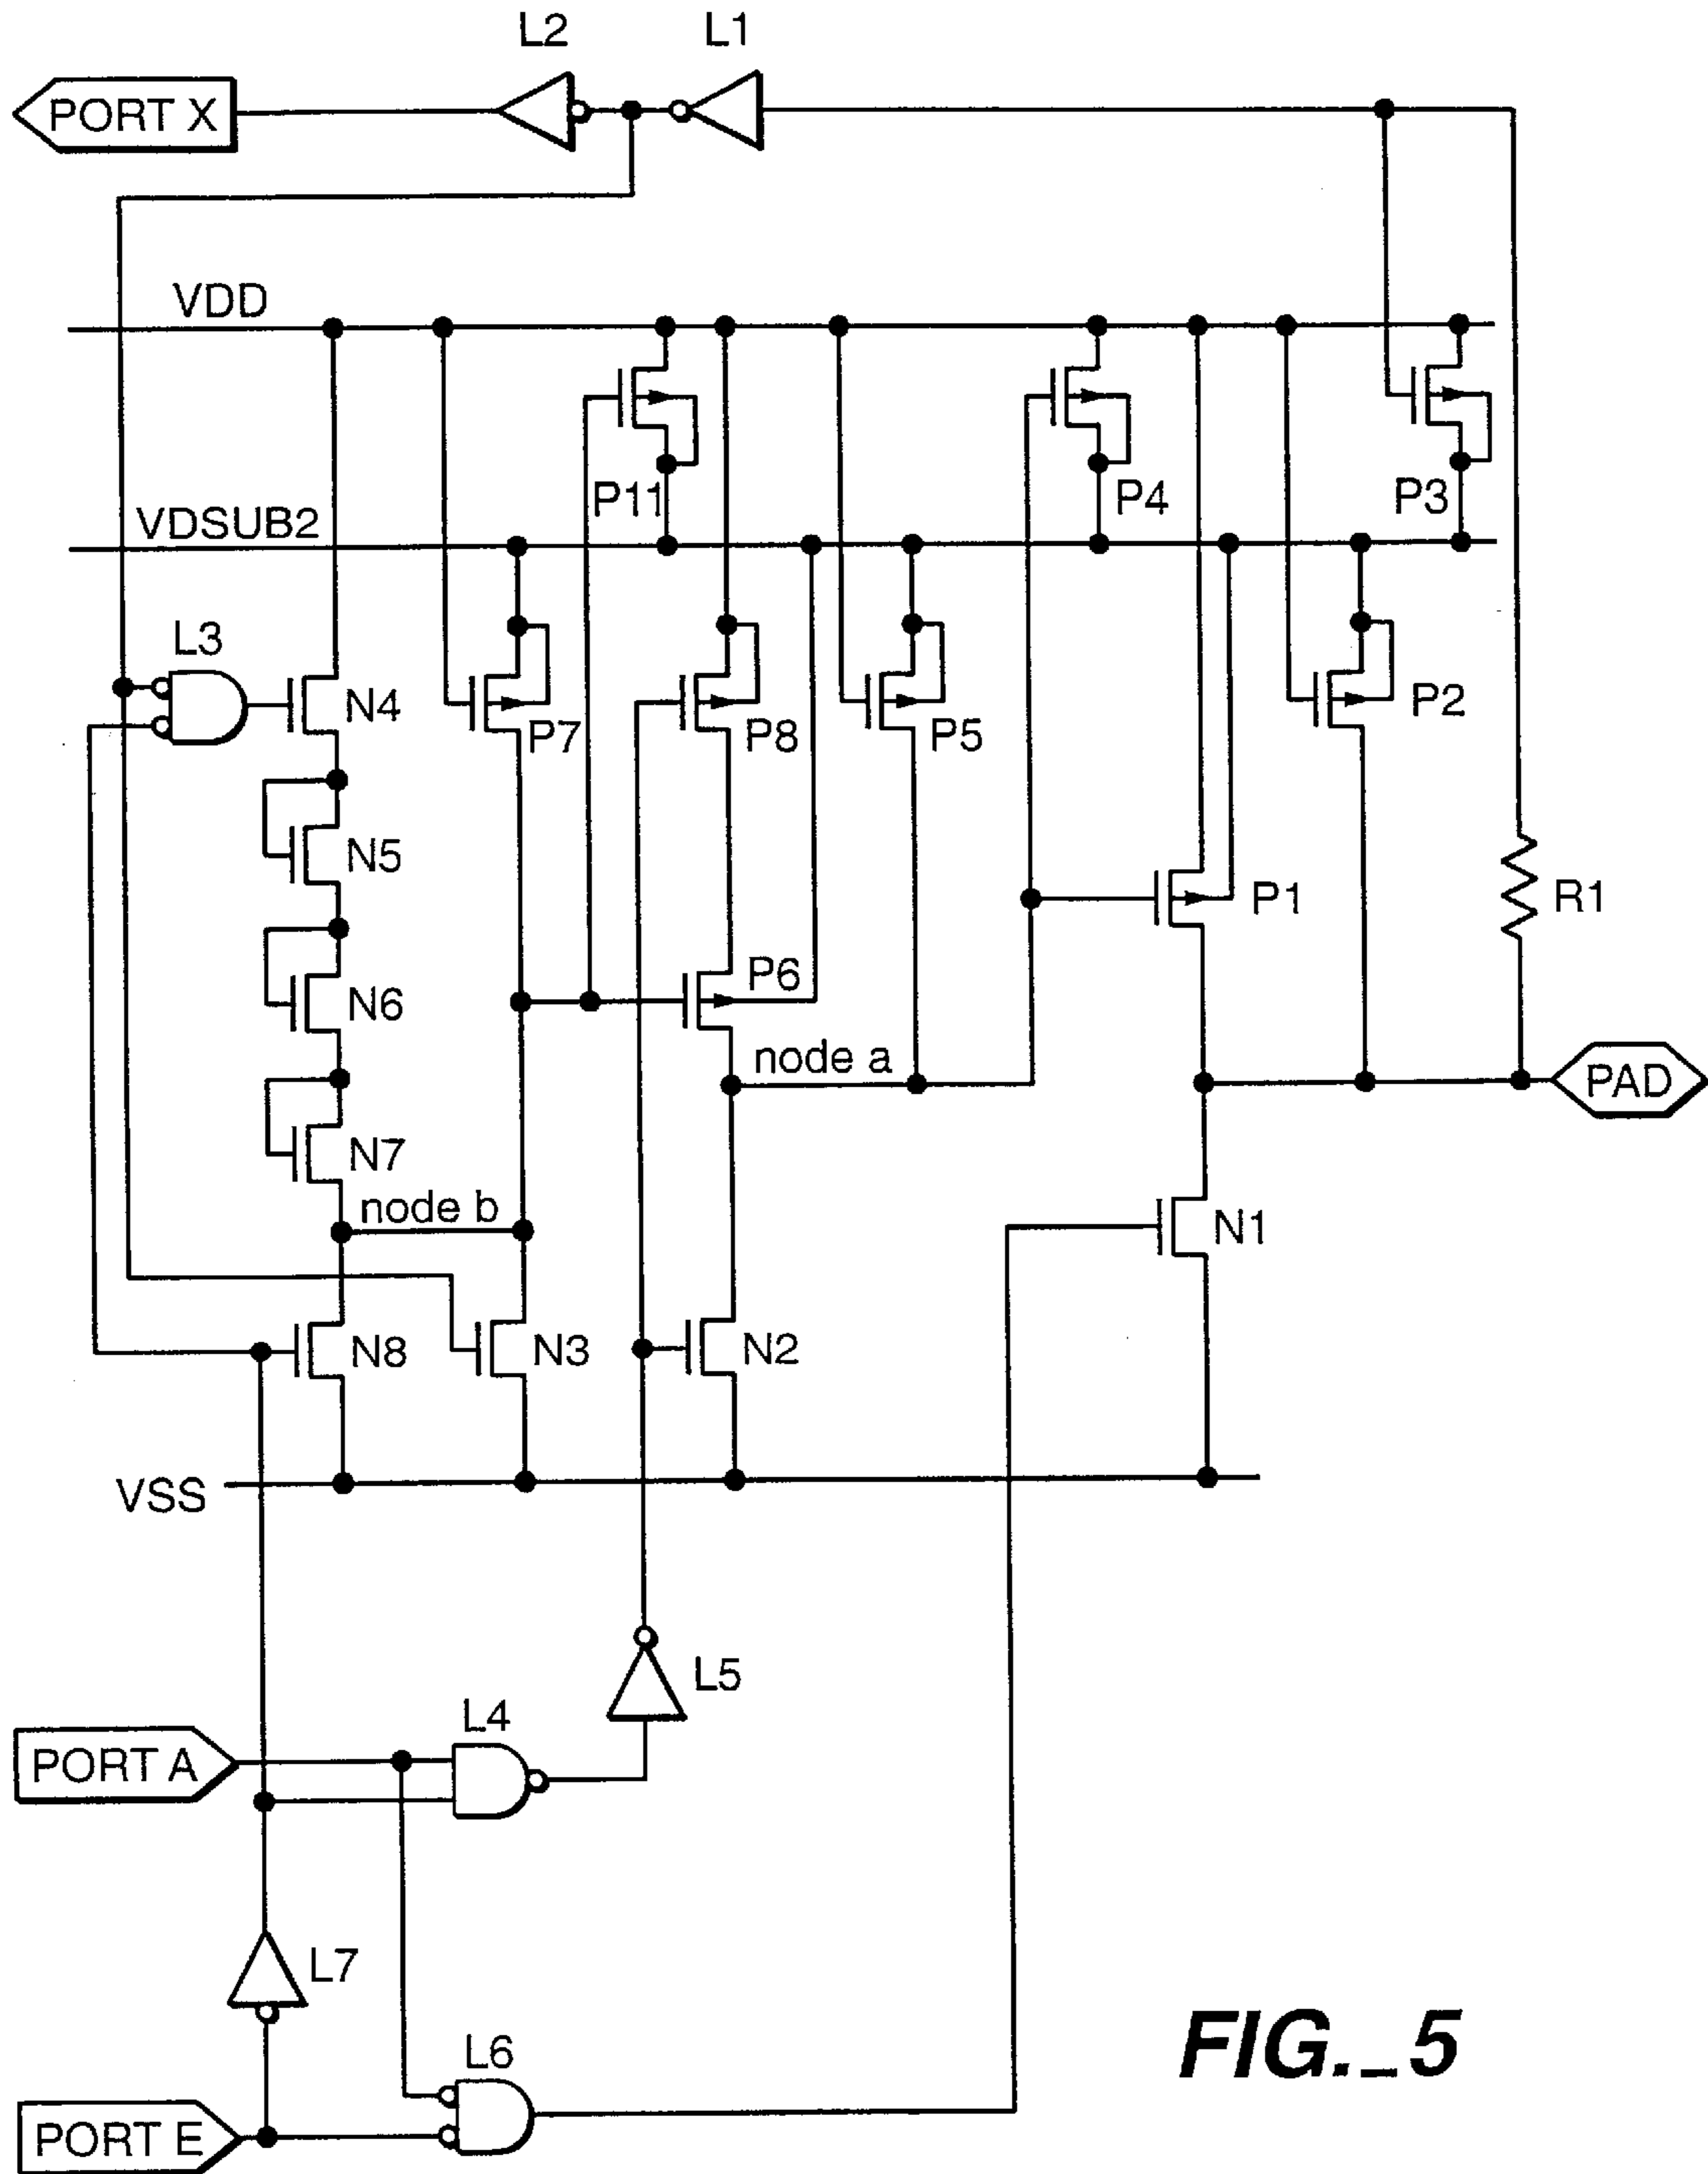 L2 L1
PORT X
VDD
P11 P4 P3
VDSUB2
L3
N4 P7 P8 P5 P2
N5 P1 R1
N6 P6
node a
PAD
N7
node b
N1
N8 N3 N2
VSS
L5
L4
PORT A
L7
L6
PORT E
FIG._5